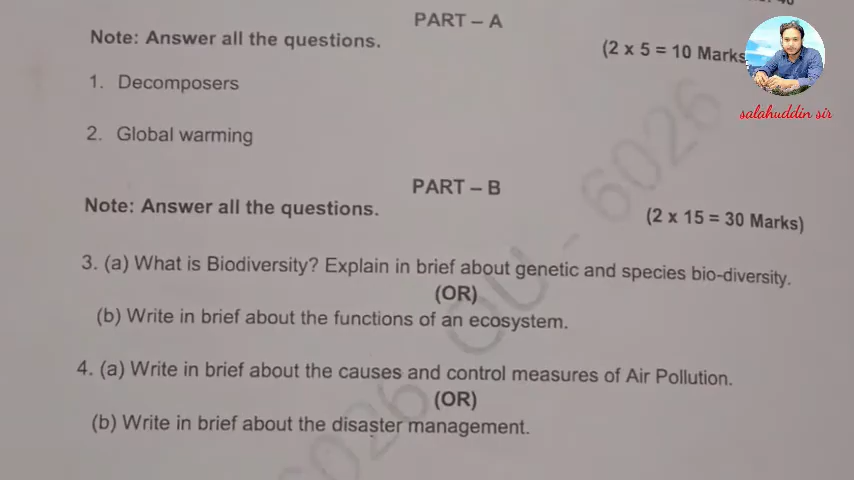 PART – A
Note: Answer all the questions.
(2 x 5 = 10 Marks
1. Decomposers
salahuddin sir
2. Global warming
PART – B
Note: Answer all the questions.
(2 x 15 = 30 Marks)
3. (a) What is Biodiversity? Explain in brief about genetic and species bio-diversity.
(OR)
(b) Write in brief about the functions of an ecosystem.
4. (a) Write in brief about the causes and control measures of Air Pollution.
(OR)
(b) Write in brief about the disaster management.
6026 OU - 6026